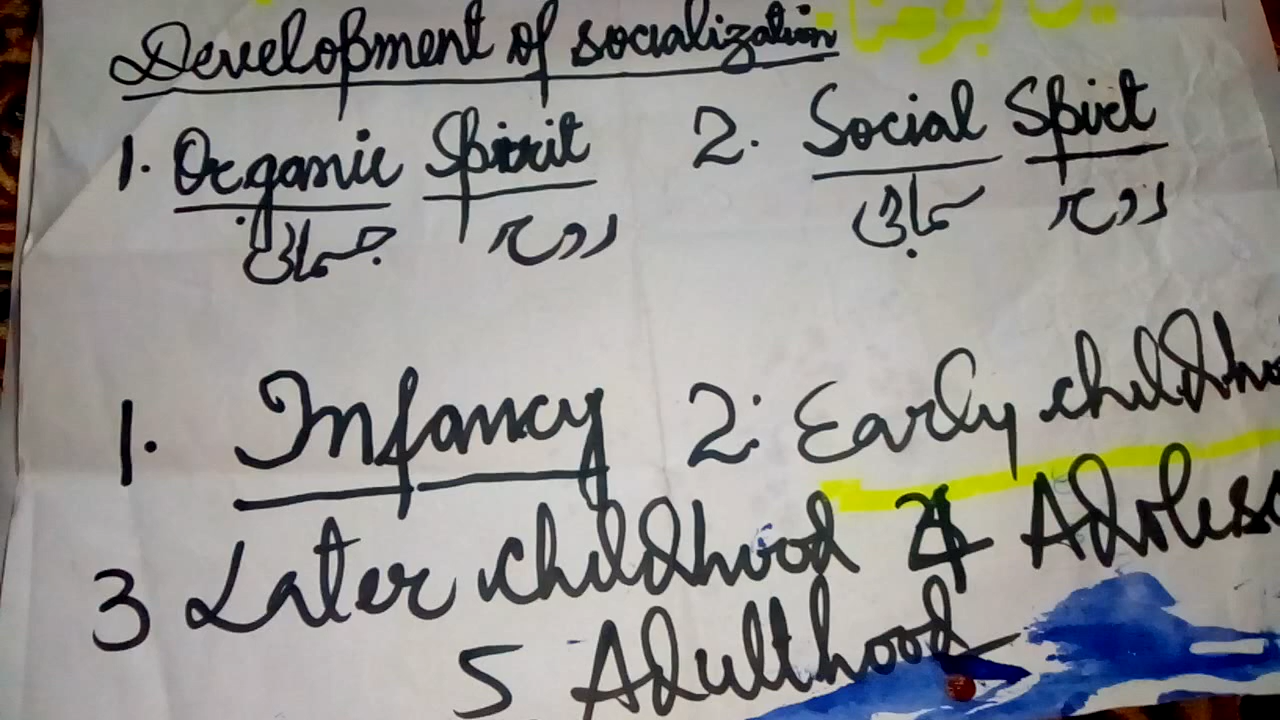 Development of socialization
1. Organic Spirit 2. Social Spirit
جسمانی روح سماجی روح
1. Infancy 2. Early childho
3 Later childhood 4 Adolesc
5 Adulthood